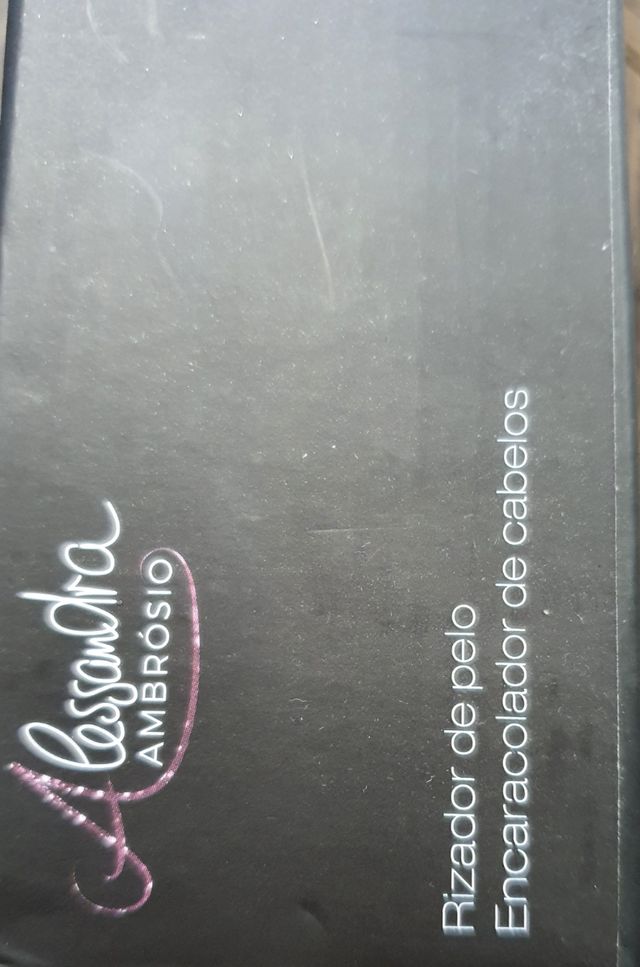 Alessandra
AMBRÓSIO
Rizador de pelo
Encaracolador de cabelos